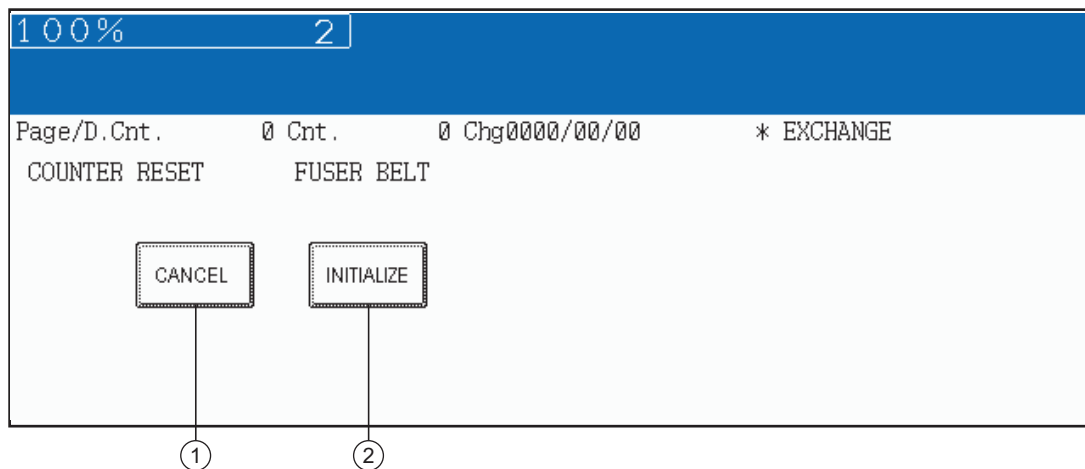 100% 2
Page/D.Cnt. 0 Cnt. 0 Chg0000/00/00 * EXCHANGE
COUNTER RESET FUSER BELT
CANCEL INITIALIZE
1 2